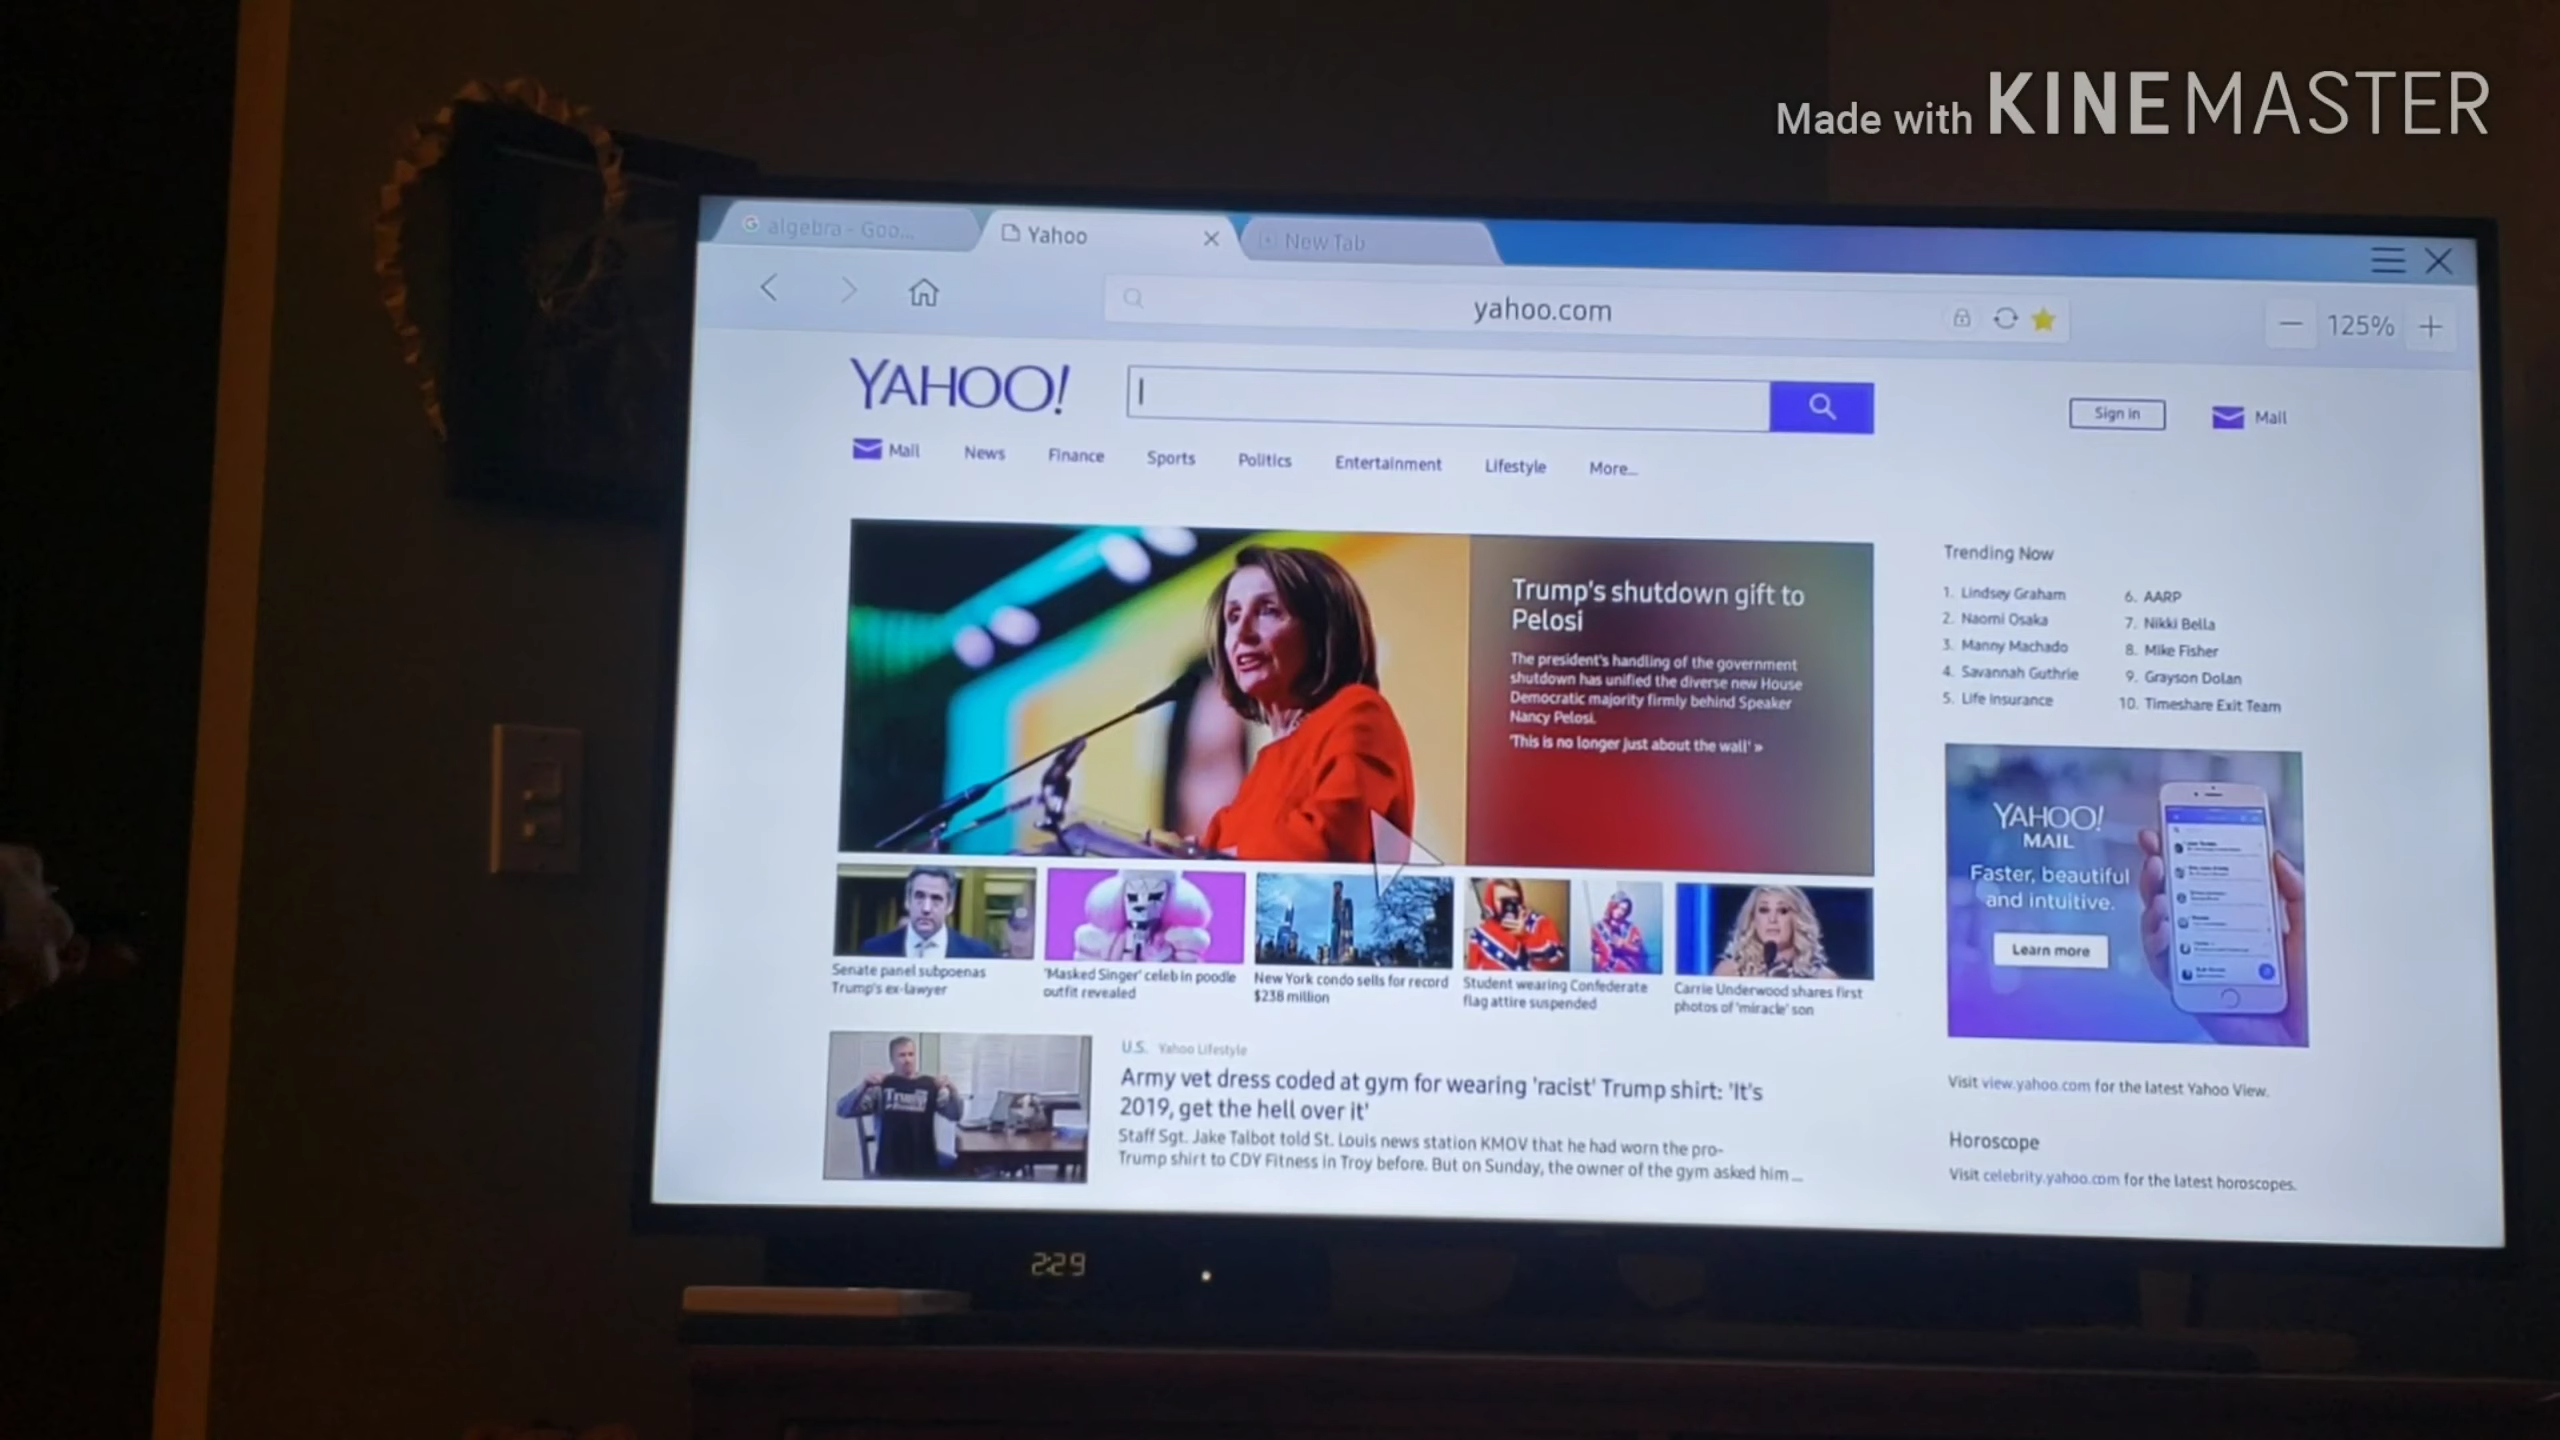 Made with KINEMASTER
algebra - Goo...
Yahoo
New Tab
yahoo.com
125%
YAHOO!
Sign in
Mail
Mail
News
Finance
Sports
Politics
Entertainment
Lifestyle
More...
Trump's shutdown gift to
Pelosi
The president's handling of the government
shutdown has unified the diverse new House
Democratic majority firmly behind Speaker
Nancy Pelosi.
'This is no longer just about the wall' »
Trending Now
1. Lindsey Graham
2. Naomi Osaka
3. Manny Machado
4. Savannah Guthrie
5. Life Insurance
6. AARP
7. Nikki Bella
8. Mike Fisher
9. Grayson Dolan
10. Timeshare Exit Team
YAHOO!
MAIL
Faster, beautiful
and intuitive.
Learn more
Senate panel subpoenas
Trump's ex-lawyer
'Masked Singer' celeb in poodle
outfit revealed
New York condo sells for record
$238 million
Student wearing Confederate
flag attire suspended
Carrie Underwood shares first
photos of 'miracle' son
U.S. Yahoo Lifestyle
Army vet dress coded at gym for wearing 'racist' Trump shirt: 'It's
2019, get the hell over it'
Staff Sgt. Jake Talbot told St. Louis news station KMOV that he had worn the pro-
Trump shirt to CDY Fitness in Troy before. But on Sunday, the owner of the gym asked him ...
Trump
Visit view.yahoo.com for the latest Yahoo View.
Horoscope
Visit celebrity.yahoo.com for the latest horoscopes.
2:29